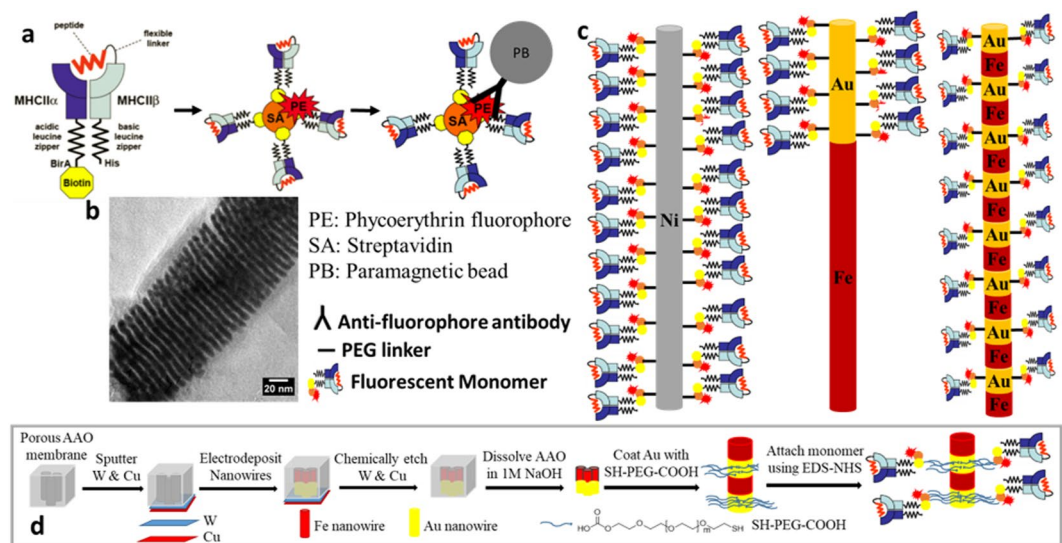 a
peptide
flexible
linker
MHCIIα
MHCIIβ
acidic
leucine
zipper
basic
leucine
zipper
BirA
His
Biotin
SA
PE
PB
PE
SA
b
20 nm
PE: Phycoerythrin fluorophore
SA: Streptavidin
PB: Paramagnetic bead
Anti-fluorophore antibody
PEG linker
Fluorescent Monomer
c
Ni
Au
Fe
Au
Fe
Au
Fe
Au
Fe
Au
Fe
Au
Fe
Au
Fe
Au
Fe
Au
Fe
d
Porous AAO
membrane
Sputter
W & Cu
Electrodeposit
Nanowires
Chemically etch
W & Cu
Dissolve AAO
in 1M NaOH
Coat Au with
SH-PEG-COOH
Attach monomer
using EDS-NHS
W
Cu
Fe nanowire
Au nanowire
HO
O
O
O
O
m
SH
SH-PEG-COOH